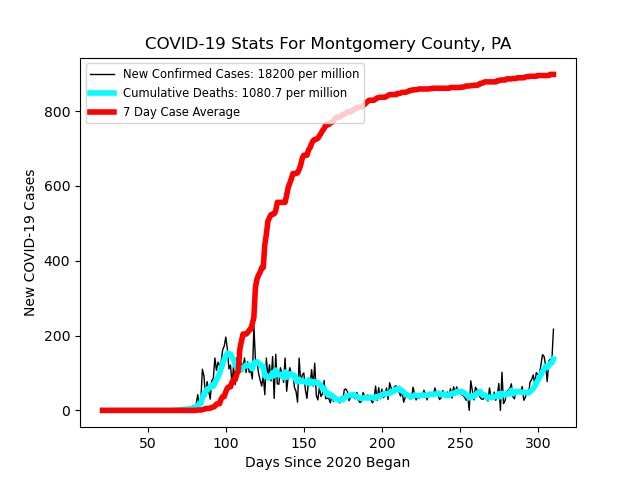 COVID-19 Stats For Montgomery County, PA
New Confirmed Cases: 18200 per million
Cumulative Deaths: 1080.7 per million
7 Day Case Average
New COVID-19 Cases
800
600
400
200
0
50 100 150 200 250 300
Days Since 2020 Began